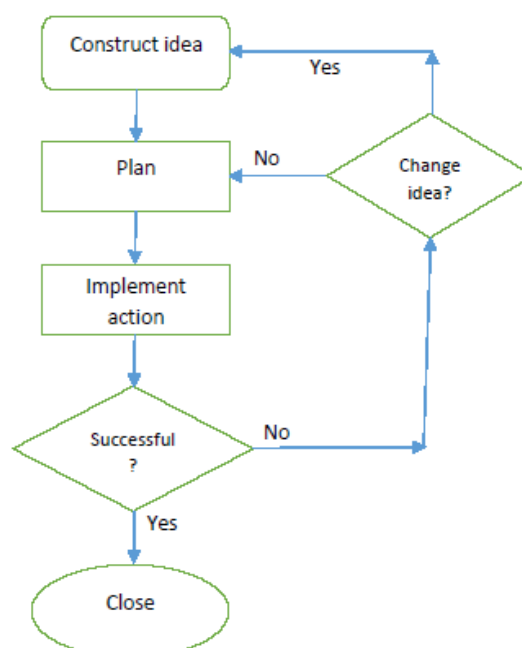 Construct idea
Yes
Plan
No
Change
idea?
Implement
action
Successful
?
No
Yes
Close